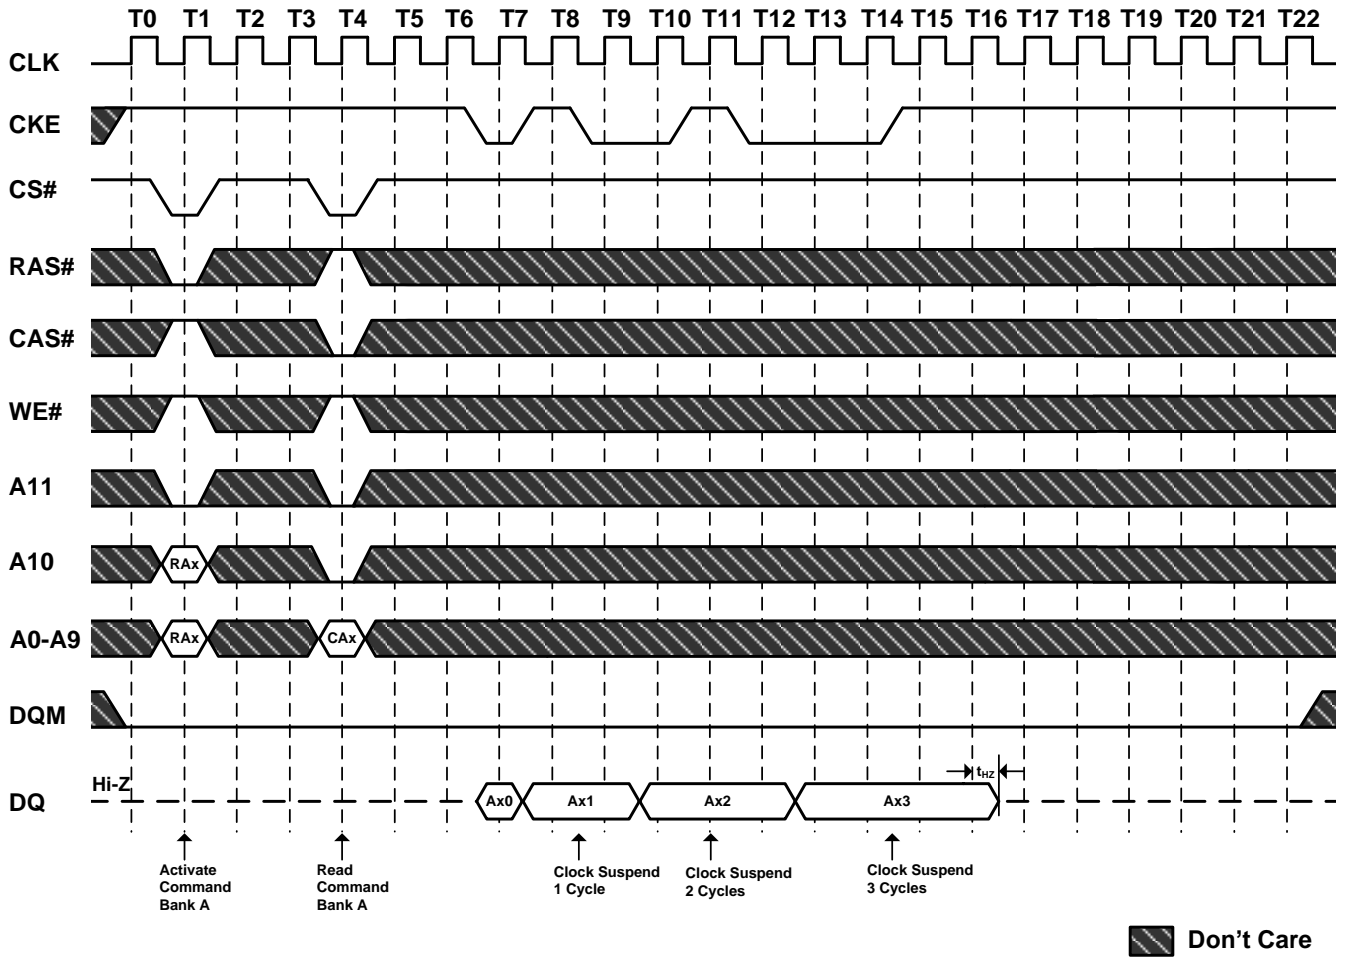 T0 T1 T2 T3 T4 T5 T6 T7 T8 T9 T10 T11 T12 T13 T14 T15 T16 T17 T18 T19 T20 T21 T22
CLK
CKE
CS#
RAS#
CAS#
WE#
A11
A10 RAx
A0-A9 RAx CAx
DQM
tHZ
Hi-Z
DQ Ax0 Ax1 Ax2 Ax3
Activate
Command
Bank A
Read
Command
Bank A
Clock Suspend
1 Cycle
Clock Suspend
2 Cycles
Clock Suspend
3 Cycles
Don't Care